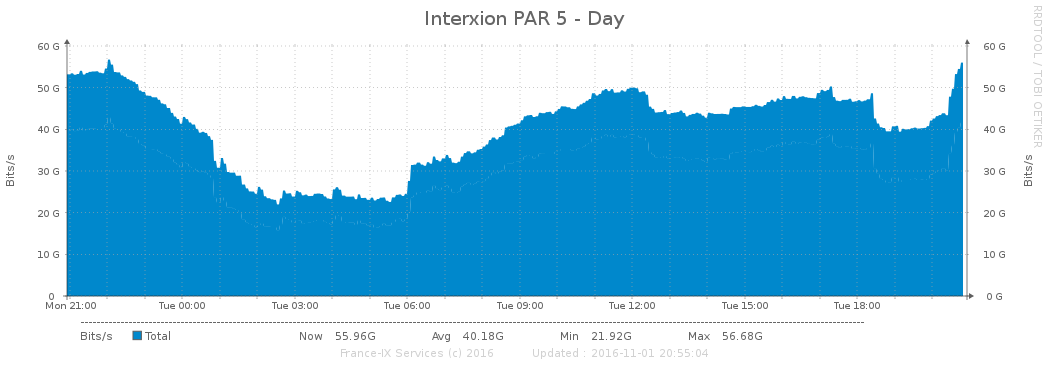 Interxion PAR 5 - Day
RRDTOOL / TOBI OETIKER
Bits/s
Bits/s
60 G 60 G
50 G 50 G
40 G 40 G
30 G 30 G
20 G 20 G
10 G 10 G
0 0 G
Mon 21:00 Tue 00:00 Tue 03:00 Tue 06:00 Tue 09:00 Tue 12:00 Tue 15:00 Tue 18:00
Bits/s Total Now 55.96G Avg 40.18G Min 21.92G Max 56.68G
France-IX Services (c) 2016 Updated : 2016-11-01 20:55:04